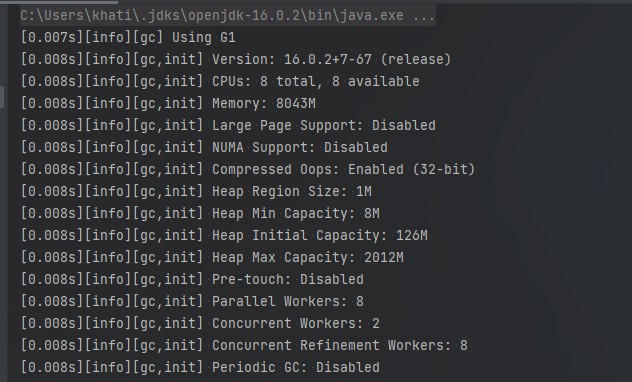 C:\Users\khati\.jdks\openjdk-16.0.2\bin\java.exe ...
[0.007s][info][gc] Using G1
[0.008s][info][gc,init] Version: 16.0.2+7-67 (release)
[0.008s][info][gc,init] CPUs: 8 total, 8 available
[0.008s][info][gc,init] Memory: 8043M
[0.008s][info][gc,init] Large Page Support: Disabled
[0.008s][info][gc,init] NUMA Support: Disabled
[0.008s][info][gc,init] Compressed Oops: Enabled (32-bit)
[0.008s][info][gc,init] Heap Region Size: 1M
[0.008s][info][gc,init] Heap Min Capacity: 8M
[0.008s][info][gc,init] Heap Initial Capacity: 126M
[0.008s][info][gc,init] Heap Max Capacity: 2012M
[0.008s][info][gc,init] Pre-touch: Disabled
[0.008s][info][gc,init] Parallel Workers: 8
[0.008s][info][gc,init] Concurrent Workers: 2
[0.008s][info][gc,init] Concurrent Refinement Workers: 8
[0.008s][info][gc,init] Periodic GC: Disabled